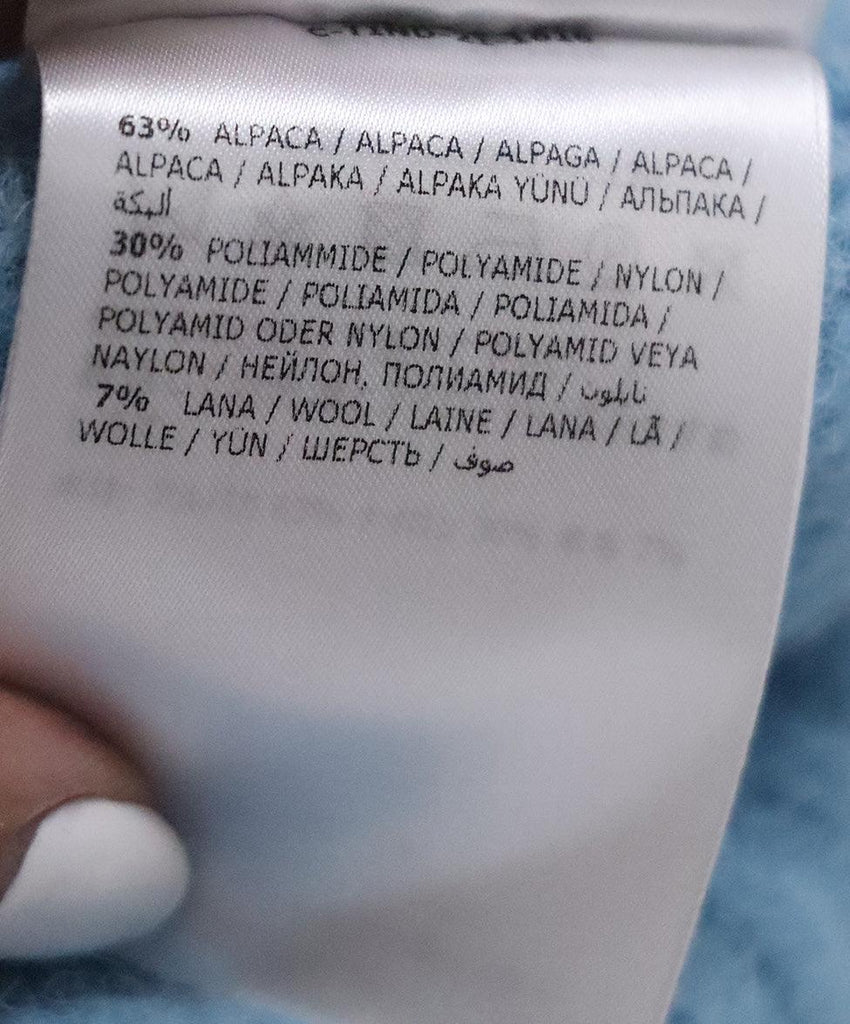 63% ALPACA / ALPACA / ALPAGA / ALPACA /
ALPACA / ALPAKA / ALPAKA YÜNÜ / АЛЬПАКА /
ألبكة
30% POLIAMMIDE / POLYAMIDE / NYLON /
POLYAMIDE / POLIAMIDA / POLIAMIDA /
POLYAMID ODER NYLON / POLYAMID VEYA
NAYLON / НЕЙЛОН, ПОЛИАМИД / نايلون
7% LANA / WOOL / LAINE / LANA / LÃ /
WOLLE / YÜN / ШЕРСТЬ / صوف